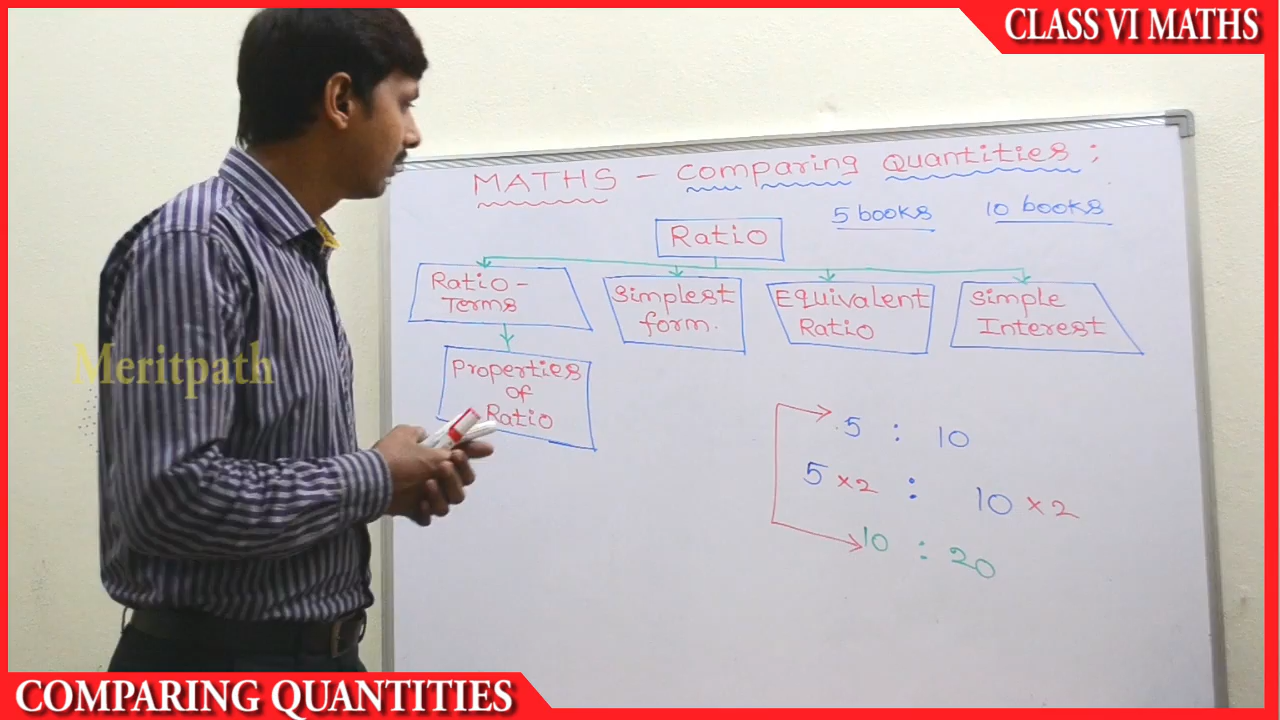 CLASS VI MATHS
MATHS - Comparing Quantities :
5 books 10 books
Ratio
Ratio -
Terms
Simplest
form.
Equivalent
Ratio
Simple
Interest
Properties
of
Ratio
Meritpath
5 : 10
5 ×2 : 10 ×2
10 : 20
COMPARING QUANTITIES